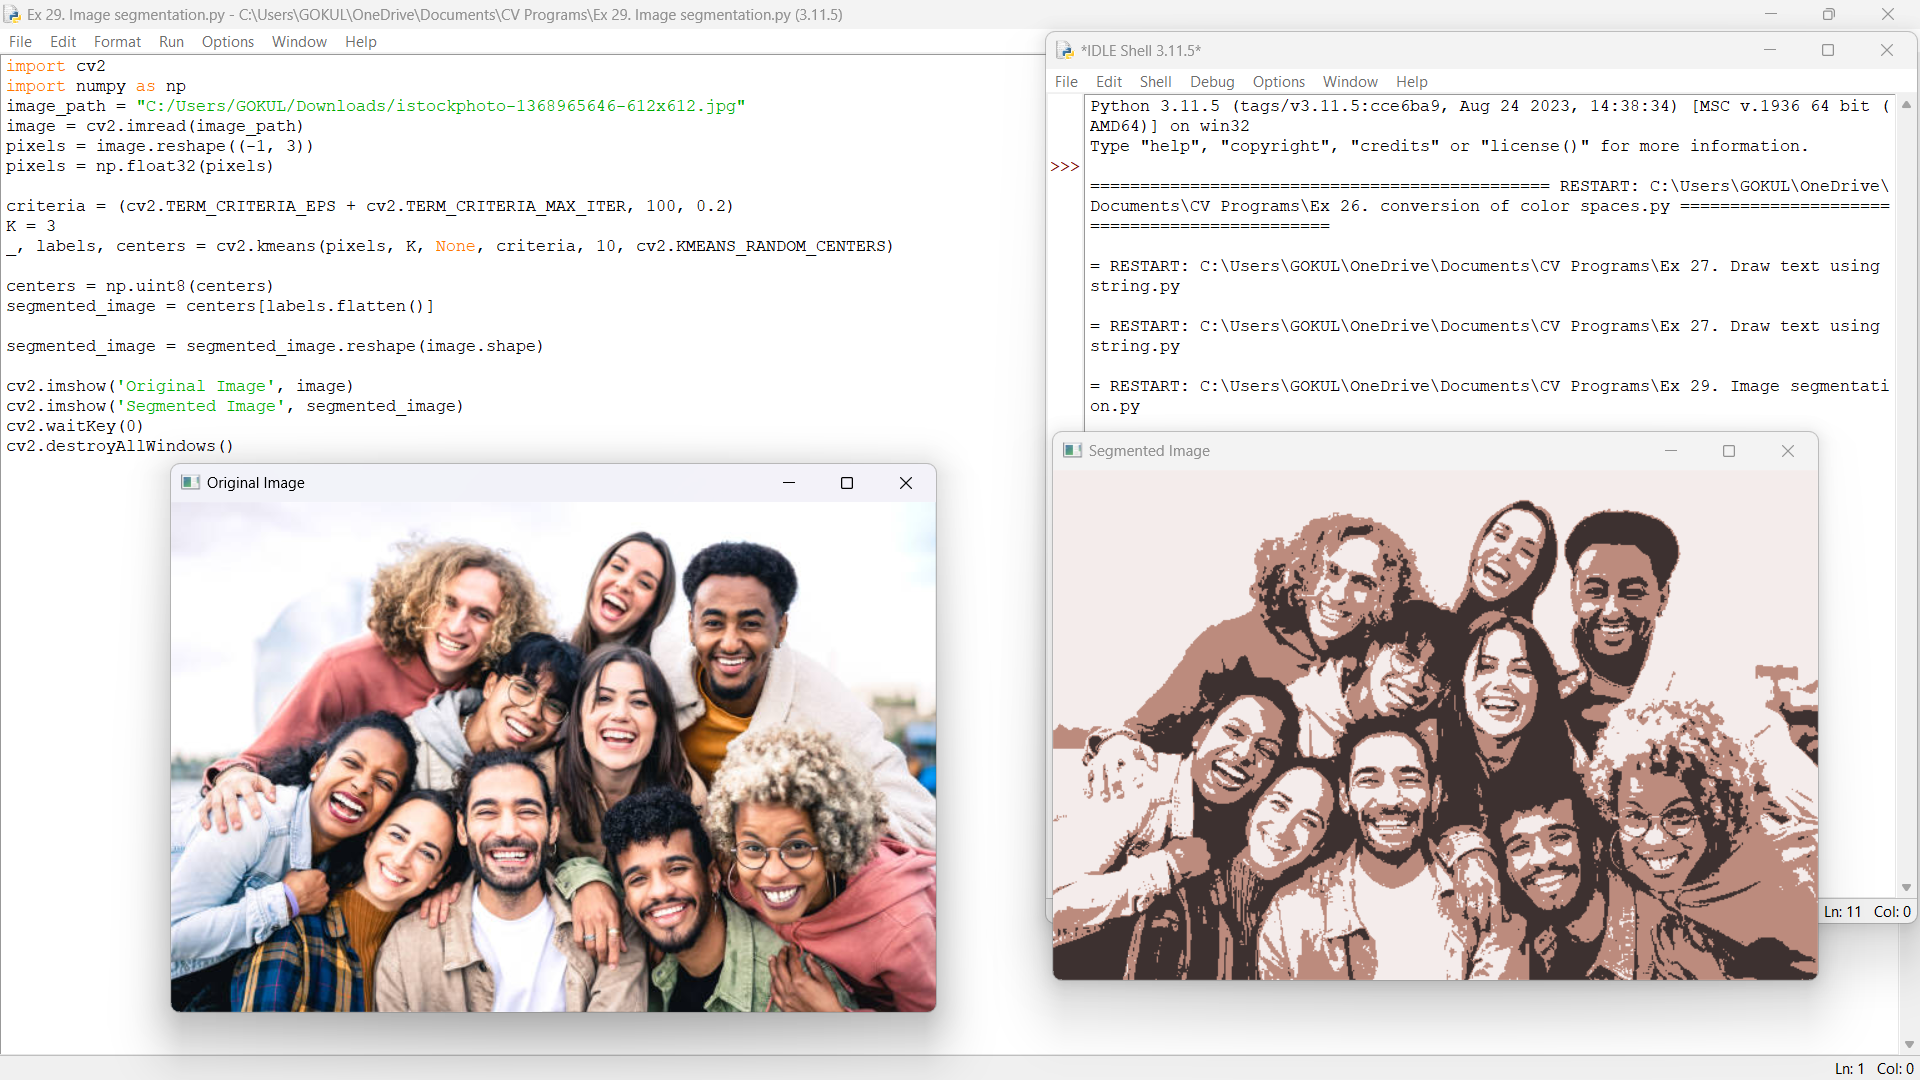 Ex 29. Image segmentation.py - C:\Users\GOKUL\OneDrive\Documents\CV Programs\Ex 29. Image segmentation.py (3.11.5)
File Edit Format Run Options Window Help
import cv2
import numpy as np
image_path = "C:/Users/GOKUL/Downloads/istockphoto-1368965646-612x612.jpg"
image = cv2.imread(image_path)
pixels = image.reshape((-1, 3))
pixels = np.float32(pixels)
criteria = (cv2.TERM_CRITERIA_EPS + cv2.TERM_CRITERIA_MAX_ITER, 100, 0.2)
K = 3
_, labels, centers = cv2.kmeans(pixels, K, None, criteria, 10, cv2.KMEANS_RANDOM_CENTERS)
centers = np.uint8(centers)
segmented_image = centers[labels.flatten()]
segmented_image = segmented_image.reshape(image.shape)
cv2.imshow('Original Image', image)
cv2.imshow('Segmented Image', segmented_image)
cv2.waitKey(0)
cv2.destroyAllWindows()
Original Image
*IDLE Shell 3.11.5*
File Edit Shell Debug Options Window Help
Python 3.11.5 (tags/v3.11.5:cce6ba9, Aug 24 2023, 14:38:34) [MSC v.1936 64 bit (
AMD64)] on win32
Type "help", "copyright", "credits" or "license()" for more information.
>>>
============================================== RESTART: C:\Users\GOKUL\OneDrive\
Documents\CV Programs\Ex 26. conversion of color spaces.py =====================
========================
= RESTART: C:\Users\GOKUL\OneDrive\Documents\CV Programs\Ex 27. Draw text using
string.py
= RESTART: C:\Users\GOKUL\OneDrive\Documents\CV Programs\Ex 27. Draw text using
string.py
= RESTART: C:\Users\GOKUL\OneDrive\Documents\CV Programs\Ex 29. Image segmentati
on.py
Segmented Image
Ln: 11 Col: 0
Ln: 1 Col: 0